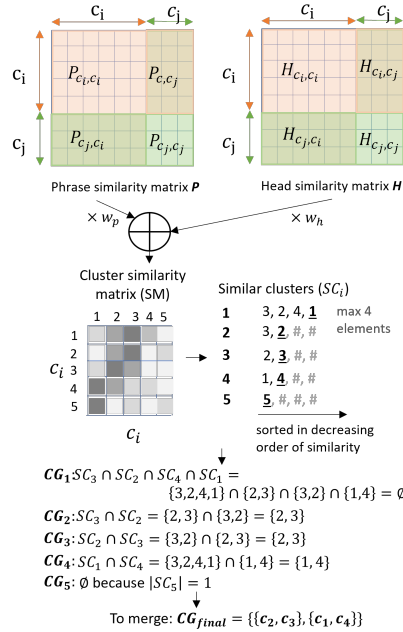 c_i c_j c_i c_j
c_i P_{c_i,c_i} P_{c,c_j} c_i H_{c_i,c_i} H_{c_i,c_j}
c_j P_{c_j,c_i} P_{c_j,c_j} c_j H_{c_j,c_i} H_{c_j,c_j}
Phrase similarity matrix P Head similarity matrix H
× w_p × w_h
Cluster similarity
matrix (SM)
1 2 3 4 5
1
2
3
4
5
c_i
c_i
Similar clusters (SC_i)
1 3, 2, 4, 1 max 4
2 3, 2, #, # elements
3 2, 3, #, #
4 1, 4, #, #
5 5, #, #, #
sorted in decreasing
order of similarity
CG_1: SC_3 ∩ SC_2 ∩ SC_4 ∩ SC_1 =
{3,2,4,1} ∩ {2,3} ∩ {3,2} ∩ {1,4} = ∅
CG_2: SC_3 ∩ SC_2 = {2, 3} ∩ {3,2} = {2, 3}
CG_3: SC_2 ∩ SC_3 = {3,2} ∩ {2, 3} = {2, 3}
CG_4: SC_1 ∩ SC_4 = {3,2,4,1} ∩ {1, 4} = {1, 4}
CG_5: ∅ because |SC_5| = 1
To merge: CG_{final} = {{c_2, c_3}, {c_1, c_4}}